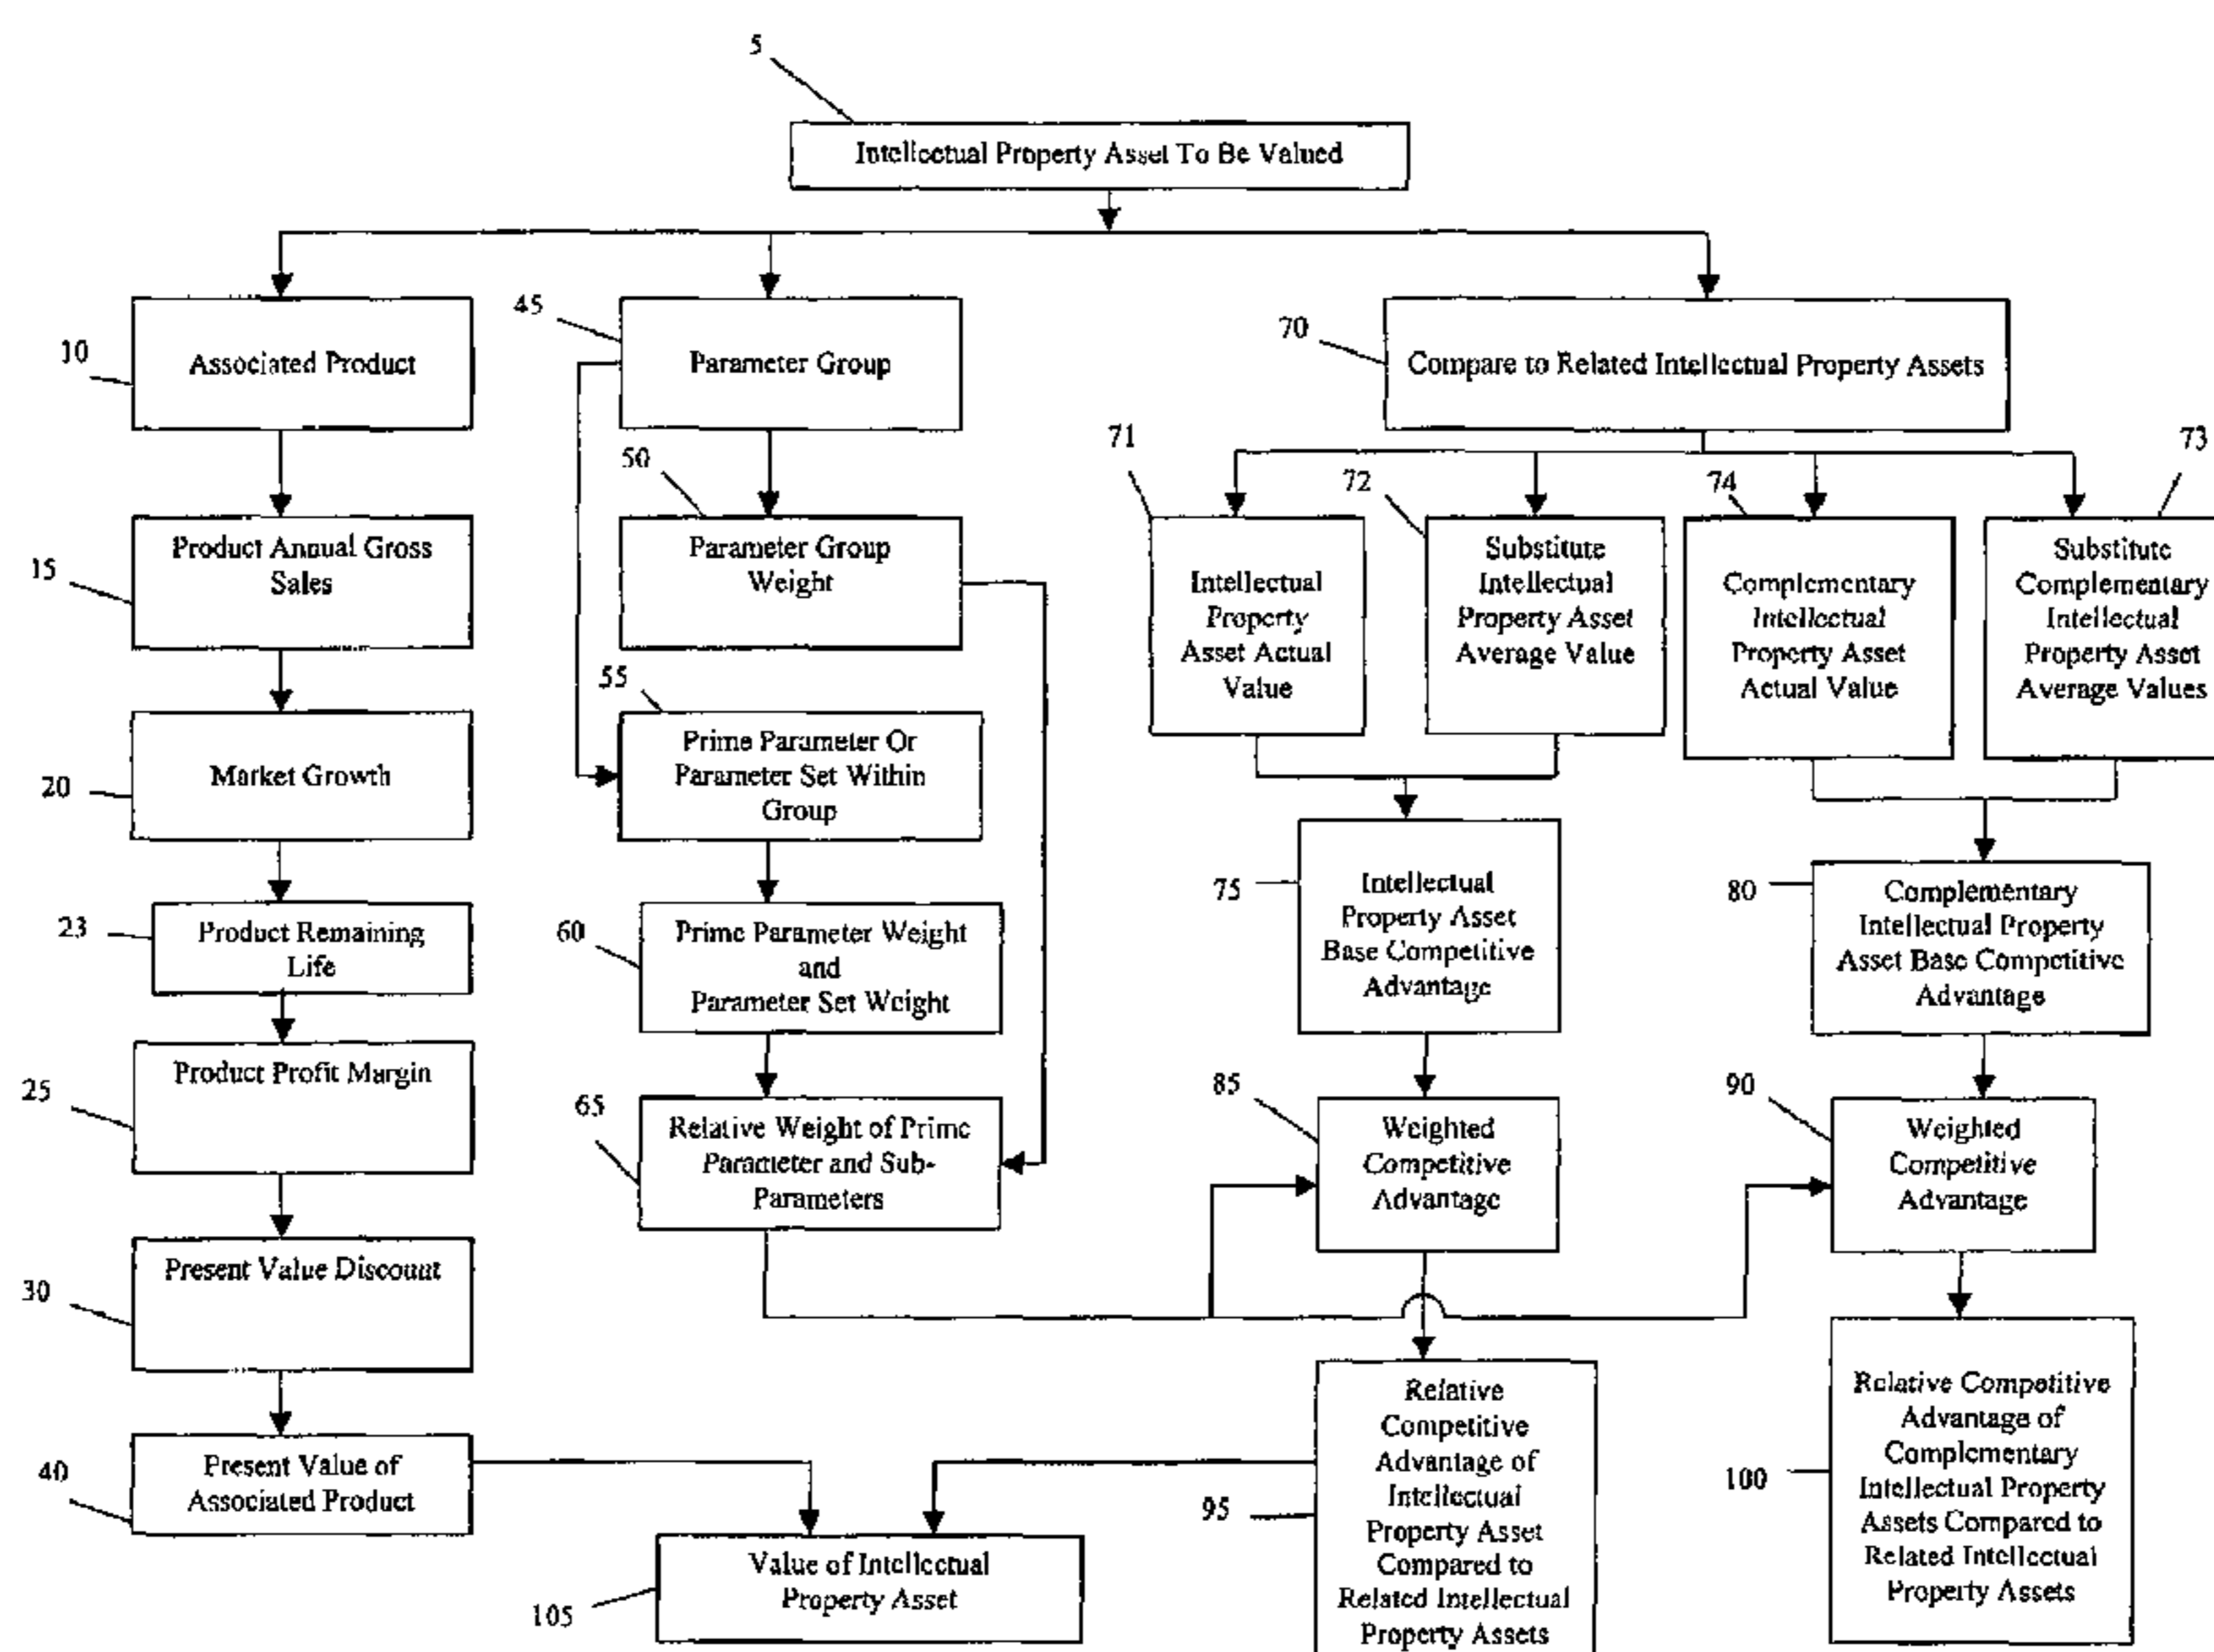 5
Intellectual Property Asset To Be Valued
10
Associated Product
45
Parameter Group
70
Compare to Related Intellectual Property Assets
15
Product Annual Gross
Sales
50
Parameter Group
Weight
71
Intellectual
Property
Asset Actual
Value
72
Substitute
Intellectual
Property Asset
Average Value
74
Complementary
Intellectual
Property Asset
Actual Value
73
Substitute
Complementary
Intellectual
Property Asset
Average Values
20
Market Growth
55
Prime Parameter Or
Parameter Set Within
Group
23
Product Remaining
Life
60
Prime Parameter Weight
and
Parameter Set Weight
75
Intellectual
Property Asset
Base Competitive
Advantage
80
Complementary
Intellectual Property
Asset Base Competitive
Advantage
25
Product Profit Margin
65
Relative Weight of Prime
Parameter and Sub-
Parameters
85
Weighted
Competitive
Advantage
90
Weighted
Competitive
Advantage
30
Present Value Discount
40
Present Value of
Associated Product
95
Relative
Competitive
Advantage of
Intellectual
Property Asset
Compared to
Related Intellectual
Property Assets
100
Relative Competitive
Advantage of
Complementary
Intellectual Property
Assets Compared to
Related Intellectual
Property Assets
105
Value of Intellectual
Property Asset